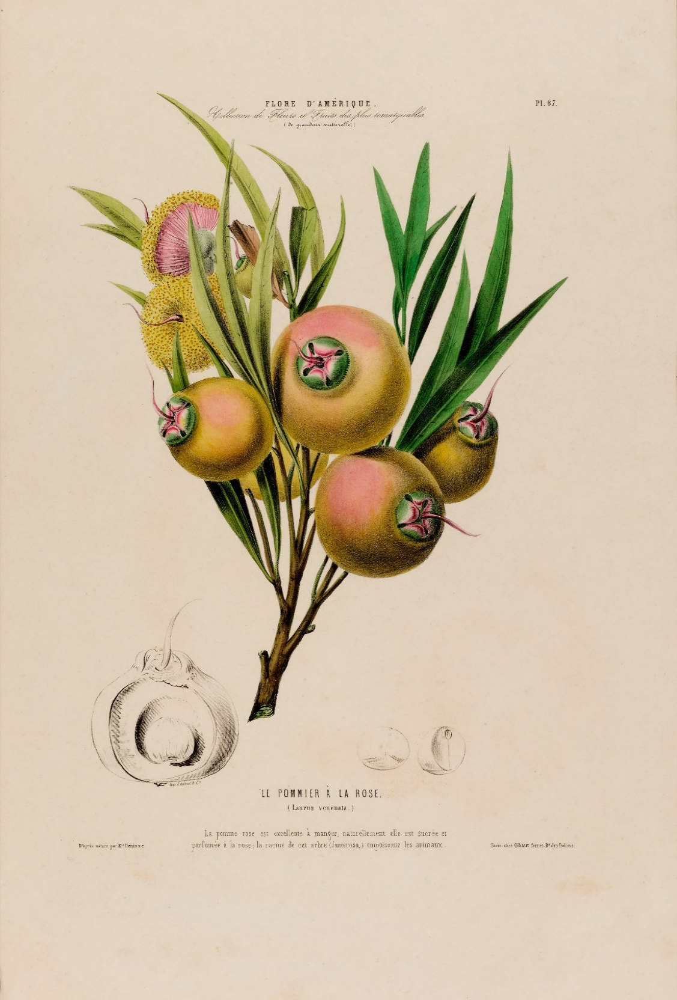 FLORE D'AMÉRIQUE.
Pl. 67.
Collection de Fleurs et Fruits des plus remarquables
(de grandeur naturelle.)
Imp. d'Aubert & Cie.
LE POMMIER À LA ROSE.
(Laurus venenata.)
La pomme rose est excellente à manger, naturellement elle est sucrée et
parfumée à la rose; la racine de cet arbre (Jamerosa,) empoisonne les animaux.
D'après nature par Et. Denisse.
Paris chez Gihaut frères Bd. des Italiens.